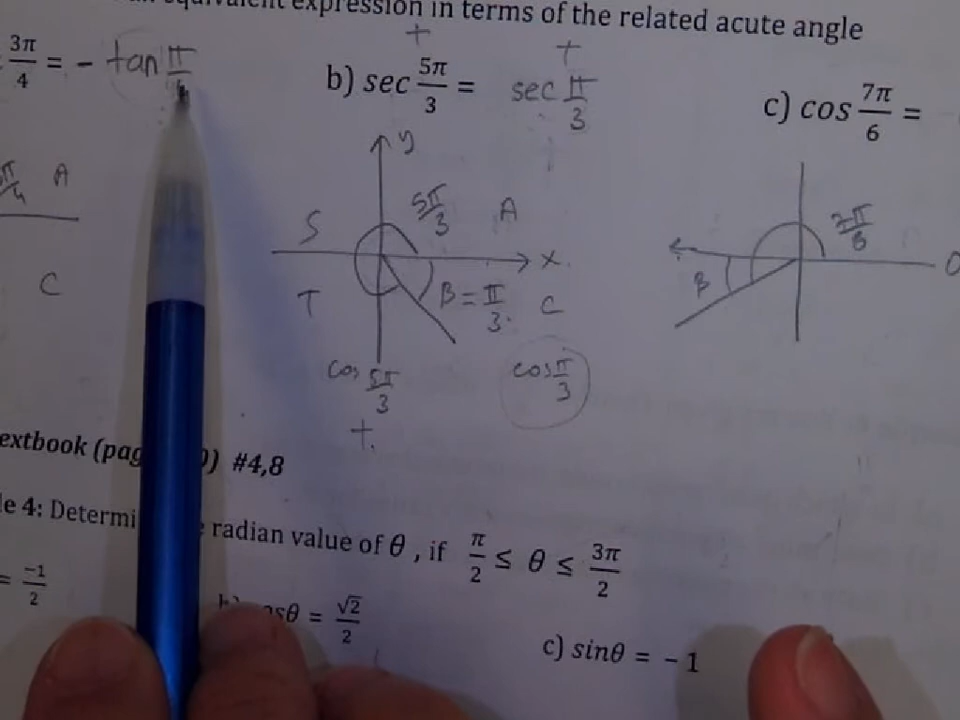 equivalent expression in terms of the related acute angle
3π/4 = - tan π/
b) sec 5π/3 = sec π/3
+ +
c) cos 7π/6 =
y
5π/3
S A
x
T B = π/3 C
cos 5π/3 cos π/3
+
A
C
7π/6
β
extbook (pag ) #4,8
le 4: Determi radian value of θ , if π/2 ≤ θ ≤ 3π/2
= -1/2
sθ = √2/2
c) sinθ = - 1